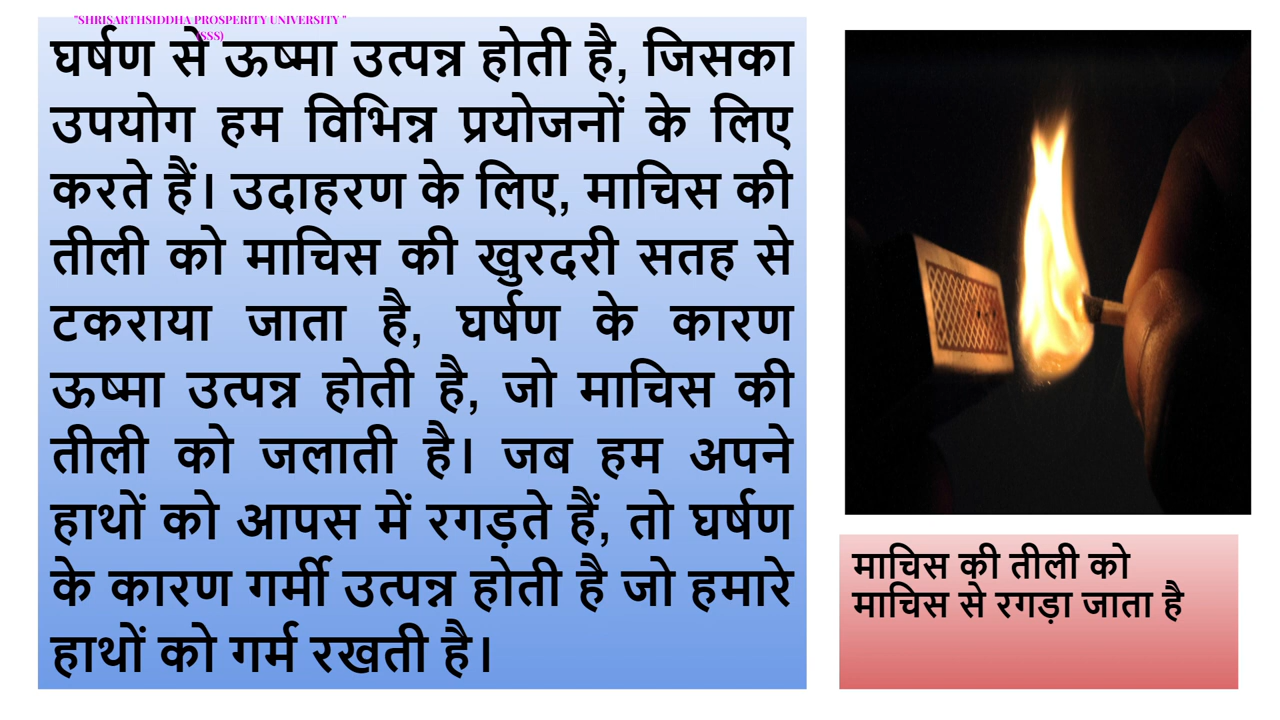 "SHRISARTHSIDDHA PROSPERITY UNIVERSITY "
(SSS)
घर्षण से ऊष्मा उत्पन्न होती है, जिसका
उपयोग हम विभिन्न प्रयोजनों के लिए
करते हैं। उदाहरण के लिए, माचिस की
तीली को माचिस की खुरदरी सतह से
टकराया जाता है, घर्षण के कारण
ऊष्मा उत्पन्न होती है, जो माचिस की
तीली को जलाती है। जब हम अपने
हाथों को आपस में रगड़ते हैं, तो घर्षण
के कारण गर्मी उत्पन्न होती है जो हमारे
हाथों को गर्म रखती है।
माचिस की तीली को
माचिस से रगड़ा जाता है